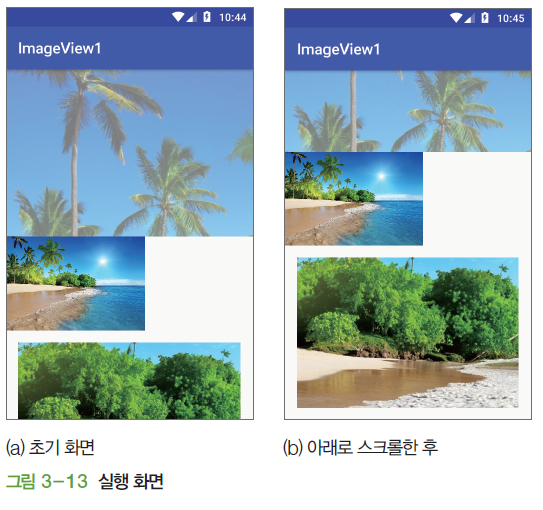 10:44
ImageView1
10:45
ImageView1
(a) 초기 화면
(b) 아래로 스크롤한 후
그림 3-13 실행 화면